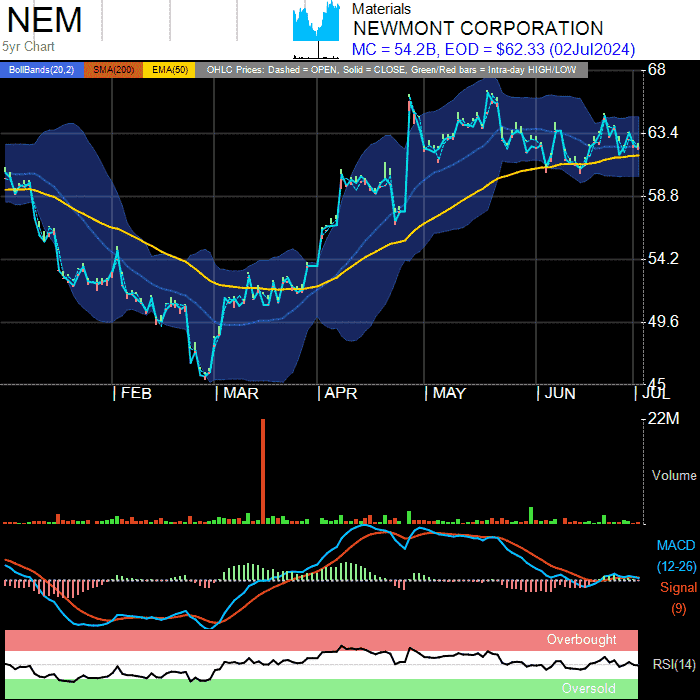 NEM
5yr Chart
Materials
NEWMONT CORPORATION
MC = 54.2B, EOD = $62.33 (02Jul2024)
BollBands(20,2) SMA(200) EMA(50) OHLC Prices: Dashed = OPEN, Solid = CLOSE, Green/Red bars = Intra-day HIGH/LOW
68
63.4
58.8
54.2
49.6
45
FEB MAR APR MAY JUN JUL
22M
Volume
MACD
(12-26)
Signal
(9)
Overbought
RSI(14)
Oversold